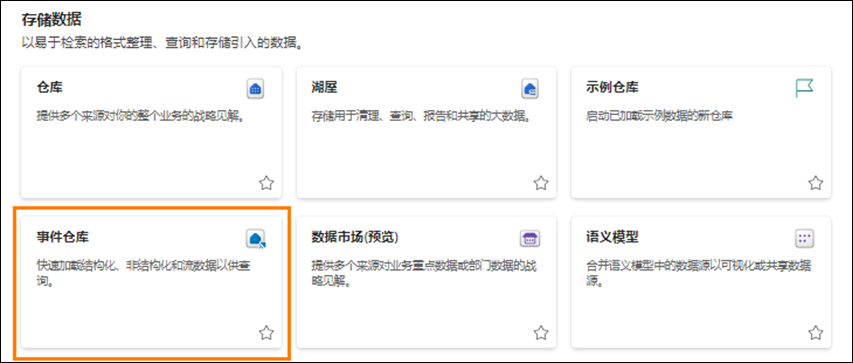 存储数据
以易于检索的格式整理、查询和存储引入的数据。
仓库
提供多个来源对你的整个业务的战略见解。
湖屋
存储用于清理、查询、报告和共享的大数据。
示例仓库
启动已加载示例数据的新仓库
事件仓库
快速加载结构化、非结构化和流数据以供查
询。
数据市场(预览)
提供多个来源对业务重点数据或部门数据的战
略见解。
语义模型
合并语义模型中的数据源以可视化或共享数据
源。